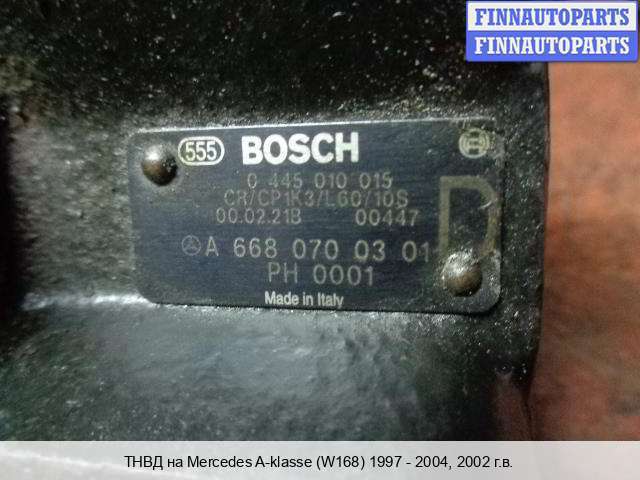 FINNAUTOPARTS
FINNAUTOPARTS
555 BOSCH
0 445 010 015
CR/CP1K3/L60/10S
00.02.21B 00447
D
A 668 070 03 01
PH 0001
Made in Italy
ТНВД на Mercedes A-klasse (W168) 1997 - 2004, 2002 г.в.